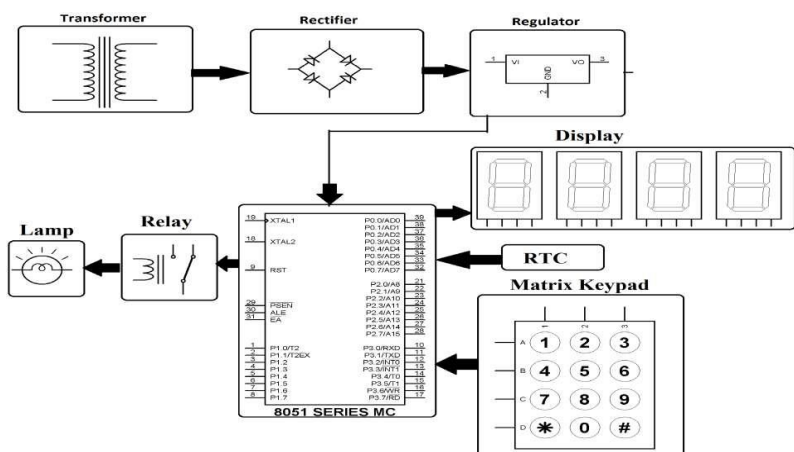 Transformer
Rectifier
Regulator
1 VI VO 3
GND
2
Display
Lamp
Relay
RTC
Matrix Keypad
19 XTAL1
18 XTAL2
9 RST
29 PSEN
30 ALE
31 EA
1 P1.0/T2
2 P1.1/T2EX
3 P1.2
4 P1.3
5 P1.4
6 P1.5
7 P1.6
8 P1.7
P0.0/AD0 39
P0.1/AD1 38
P0.2/AD2 37
P0.3/AD3 36
P0.4/AD4 35
P0.5/AD5 34
P0.6/AD6 33
P0.7/AD7 32
P2.0/A8 21
P2.1/A9 22
P2.2/A10 23
P2.3/A11 24
P2.4/A12 25
P2.5/A13 26
P2.6/A14 27
P2.7/A15 28
P3.0/RXD 10
P3.1/TXD 11
P3.2/INT0 12
P3.3/INT1 13
P3.4/T0 14
P3.5/T1 15
P3.6/WR 16
P3.7/RD 17
8051 SERIES MC
1 2 3
A 1 2 3
B 4 5 6
C 7 8 9
D * 0 #